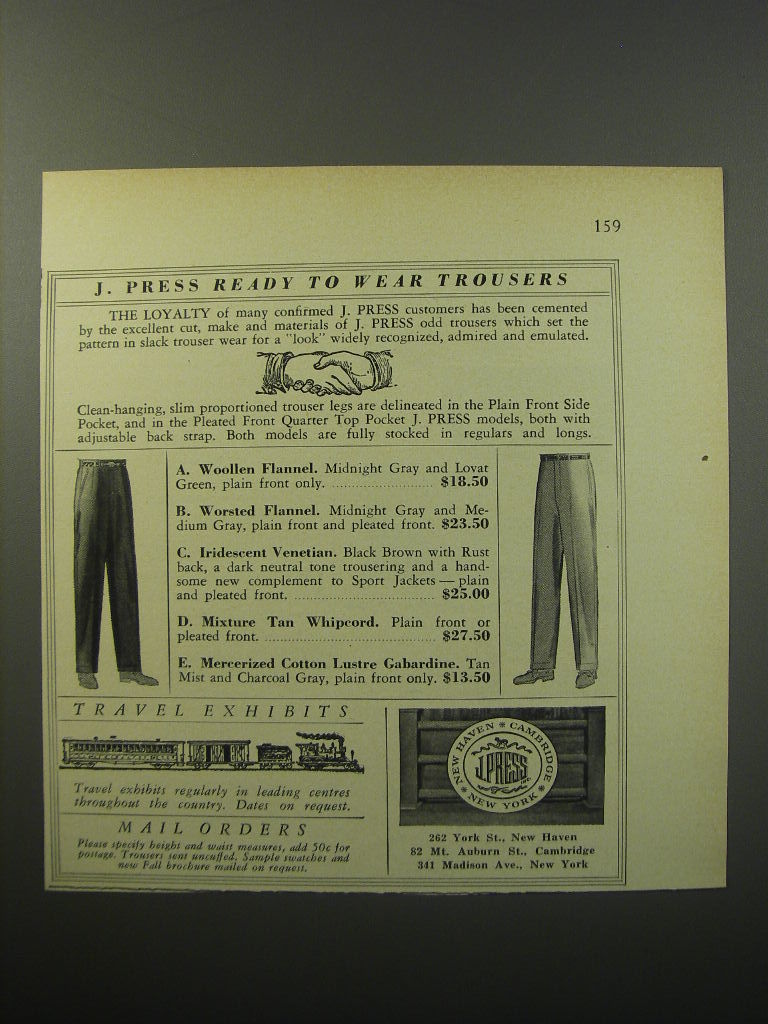 159
J. PRESS READY TO WEAR TROUSERS
THE LOYALTY of many confirmed J. PRESS customers has been cemented
by the excellent cut, make and materials of J. PRESS odd trousers which set the
pattern in slack trouser wear for a "look" widely recognized, admired and emulated.
Clean-hanging, slim proportioned trouser legs are delineated in the Plain Front Side
Pocket, and in the Pleated Front Quarter Top Pocket J. PRESS models, both with
adjustable back strap. Both models are fully stocked in regulars and longs.
A. Woollen Flannel. Midnight Gray and Lovat
Green, plain front only. ........................ $18.50
B. Worsted Flannel. Midnight Gray and Me-
dium Gray, plain front and pleated front. $23.50
C. Iridescent Venetian. Black Brown with Rust
back, a dark neutral tone trousering and a hand-
some new complement to Sport Jackets — plain
and pleated front. ................................. $25.00
D. Mixture Tan Whipcord. Plain front or
pleated front. ........................................ $27.50
E. Mercerized Cotton Lustre Gabardine. Tan
Mist and Charcoal Gray, plain front only. $13.50
TRAVEL EXHIBITS
Travel exhibits regularly in leading centres
throughout the country. Dates on request.
MAIL ORDERS
Please specify height and waist measures, add 50c for
postage. Trousers sent uncuffed. Sample swatches and
new Fall brochure mailed on request.
NEW HAVEN * CAMBRIDGE
J. PRESS
INC.
* NEW YORK *
262 York St., New Haven
82 Mt. Auburn St., Cambridge
341 Madison Ave., New York